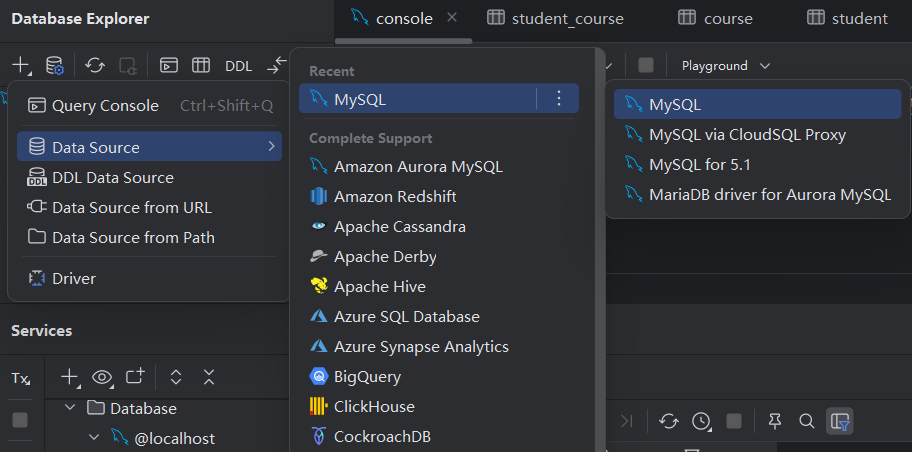 Database Explorer
console
student_course
course
student
DDL
Playground
Query Console Ctrl+Shift+Q
Data Source
DDL Data Source
Data Source from URL
Data Source from Path
Driver
Recent
MySQL
Complete Support
Amazon Aurora MySQL
Amazon Redshift
Apache Cassandra
Apache Derby
Apache Hive
Azure SQL Database
Azure Synapse Analytics
BigQuery
ClickHouse
CockroachDB
MySQL
MySQL via CloudSQL Proxy
MySQL for 5.1
MariaDB driver for Aurora MySQL
Services
Tx
Database
@localhost